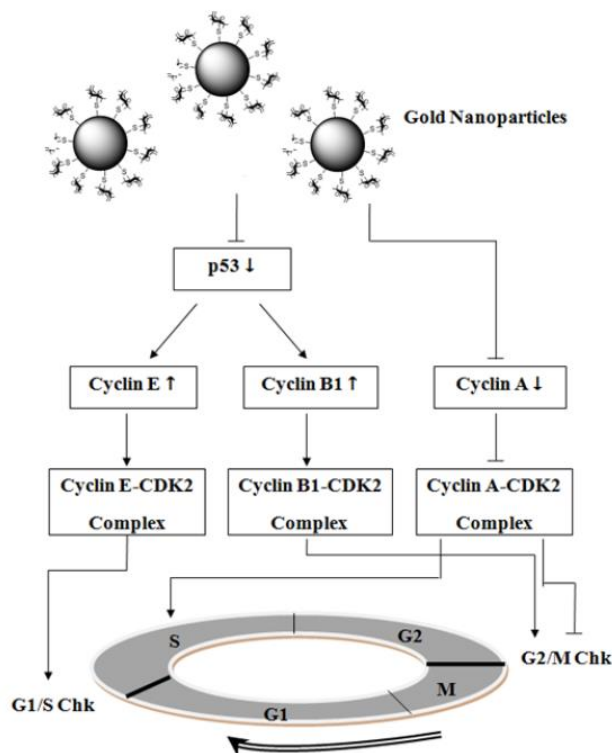 Gold Nanoparticles
p53 ↓
Cyclin E ↑
Cyclin B1 ↑
Cyclin A ↓
Cyclin E-CDK2
Complex
Cyclin B1-CDK2
Complex
Cyclin A-CDK2
Complex
S
G2
G2/M Chk
M
G1/S Chk
G1